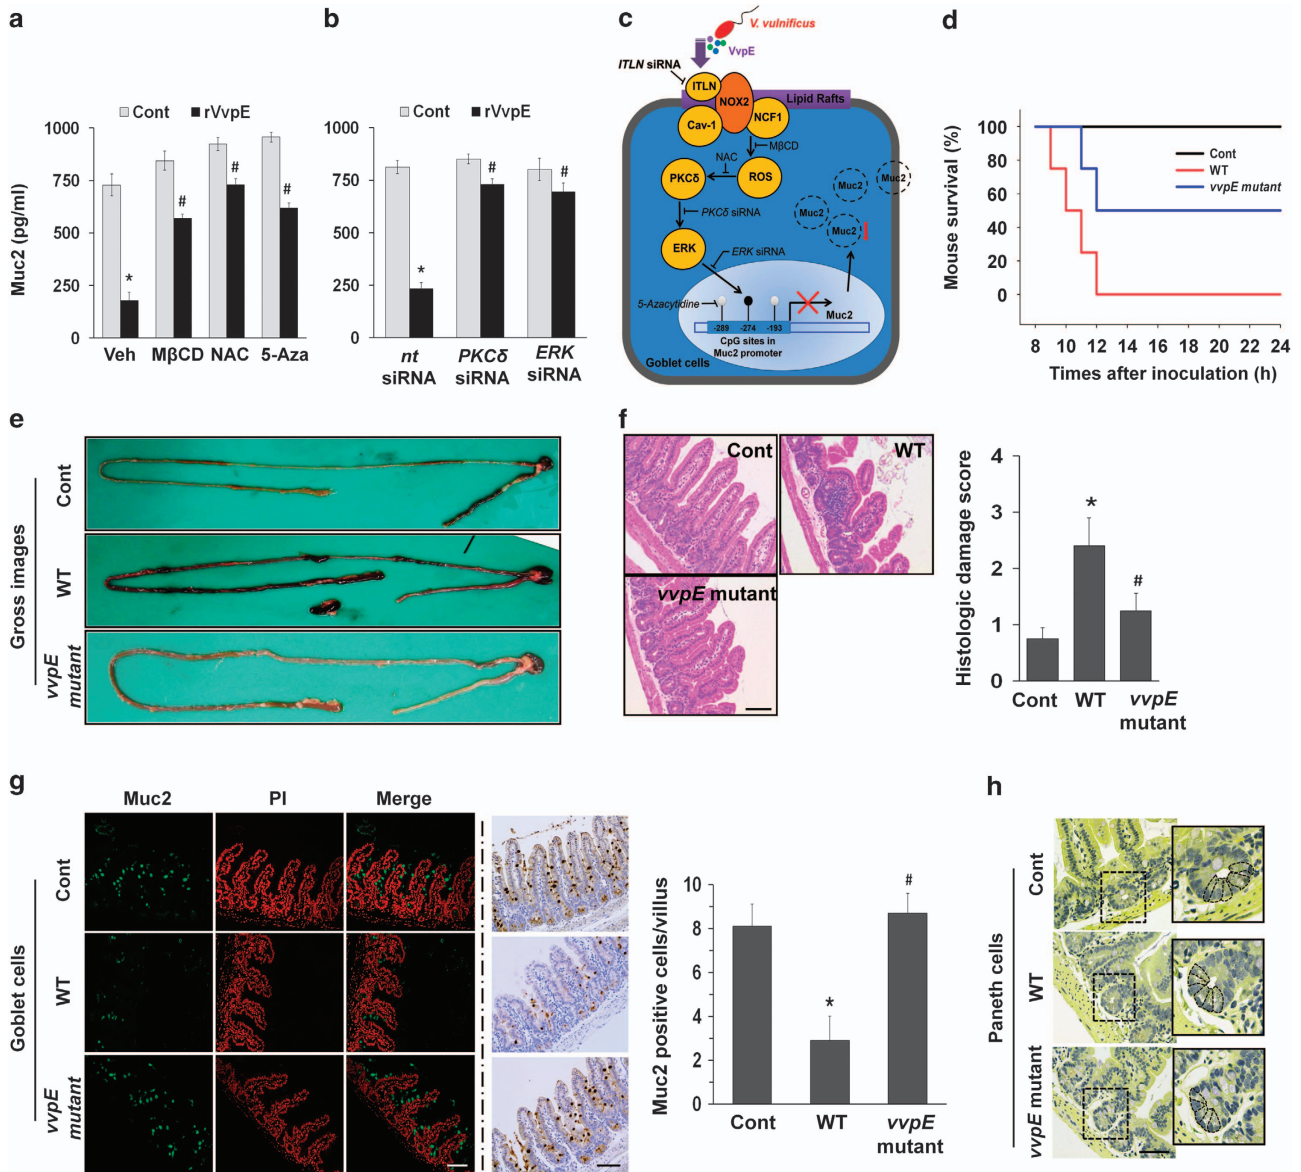 a
Cont rVvpE
1000
750
500
250
0
Muc2 (pg/ml)
*
#
#
#
Veh MβCD NAC 5-Aza
b
Cont rVvpE
1000
750
500
250
0
*
#
#
nt siRNA
PKCδ siRNA
ERK siRNA
c
V. vulnificus
VvpE
ITLN siRNA
ITLN
NOX2
Lipid Rafts
Cav-1
NCF1
MβCD
NAC
PKCδ
ROS
Muc2
Muc2
Muc2
Muc2
PKCδ siRNA
ERK
ERK siRNA
5-Azacytidine
Muc2
-289 -274 -193
CpG sites in
Muc2 promoter
Goblet cells
d
Mouse survival (%)
100
80
60
40
20
0
Cont
WT
vvpE mutant
8 10 12 14 16 18 20 22 24
Times after inoculation (h)
e
Gross images
Cont
WT
vvpE
mutant
f
Cont
WT
vvpE mutant
Histologic damage score
4
3
2
1
0
*
#
Cont WT vvpE
mutant
g
Muc2 PI Merge
Goblet cells
Cont
WT
vvpE
mutant
Muc2 positive cells/villus
10
8
6
4
2
0
*
#
Cont WT vvpE
mutant
h
Paneth cells
Cont
WT
vvpE mutant